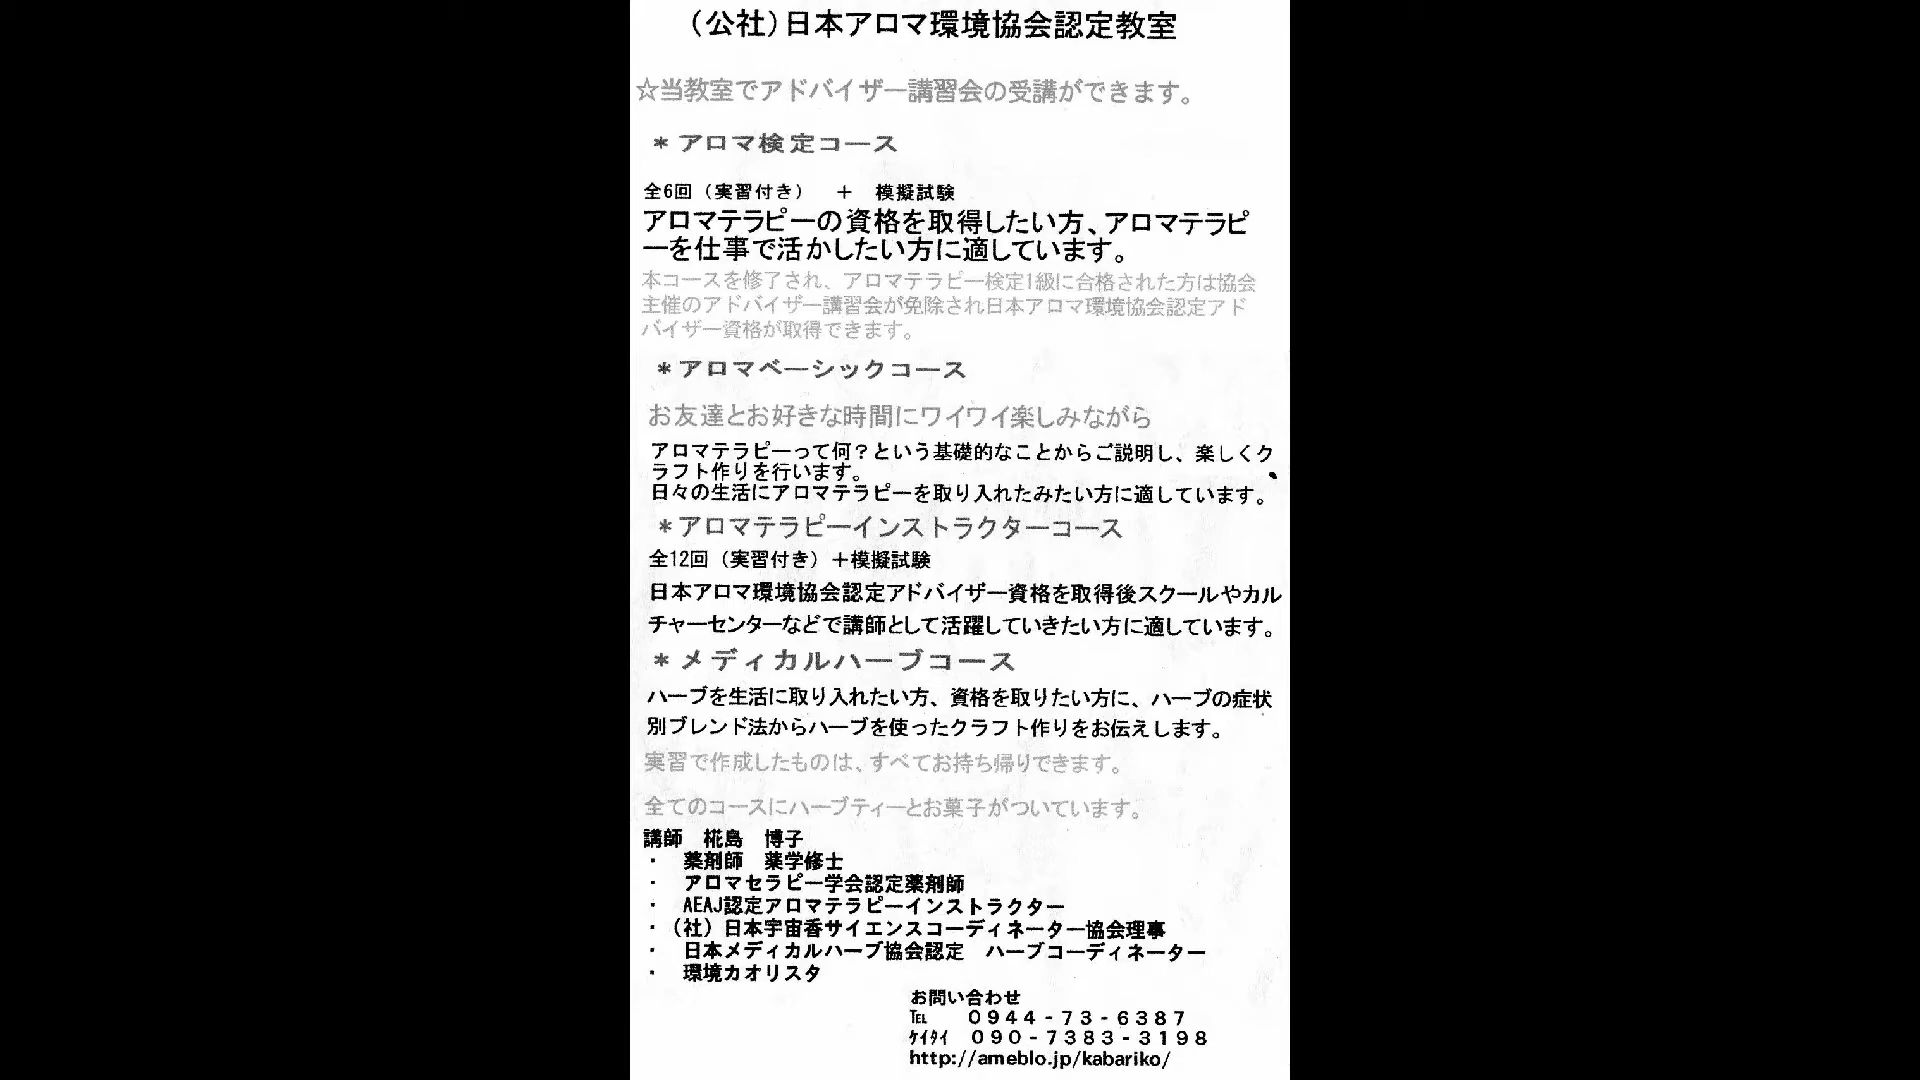 （公社）日本アロマ環境協会認定教室
☆当教室でアドバイザー講習会の受講ができます。
＊アロマ検定コース
全6回（実習付き）　＋　模擬試験
アロマテラピーの資格を取得したい方、アロマテラピ
ーを仕事で活かしたい方に適しています。
本コースを修了され、アロマテラピー検定1級に合格された方は協会
主催のアドバイザー講習会が免除され日本アロマ環境協会認定アド
バイザー資格が取得できます。
＊アロマベーシックコース
お友達とお好きな時間にワイワイ楽しみながら
アロマテラピーって何？という基礎的なことからご説明し、楽しくク
ラフト作りを行います。
日々の生活にアロマテラピーを取り入れたみたい方に適しています。
＊アロマテラピーインストラクターコース
全12回（実習付き）＋模擬試験
日本アロマ環境協会認定アドバイザー資格を取得後スクールやカル
チャーセンターなどで講師として活躍していきたい方に適しています。
＊メディカルハーブコース
ハーブを生活に取り入れたい方、資格を取りたい方に、ハーブの症状
別ブレンド法からハーブを使ったクラフト作りをお伝えします。
実習で作成したものは、すべてお持ち帰りできます。
全てのコースにハーブティーとお菓子がついています。
講師　椛島　博子
・　薬剤師　薬学修士
・　アロマセラピー学会認定薬剤師
・　AEAJ認定アロマテラピーインストラクター
・（社）日本宇宙香サイエンスコーディネーター協会理事
・　日本メディカルハーブ協会認定　ハーブコーディネーター
・　環境カオリスタ
お問い合わせ
℡　０９４４-７３-６３８７
ｹｲﾀｲ　０９０-７３８３-３１９８
http://ameblo.jp/kabariko/